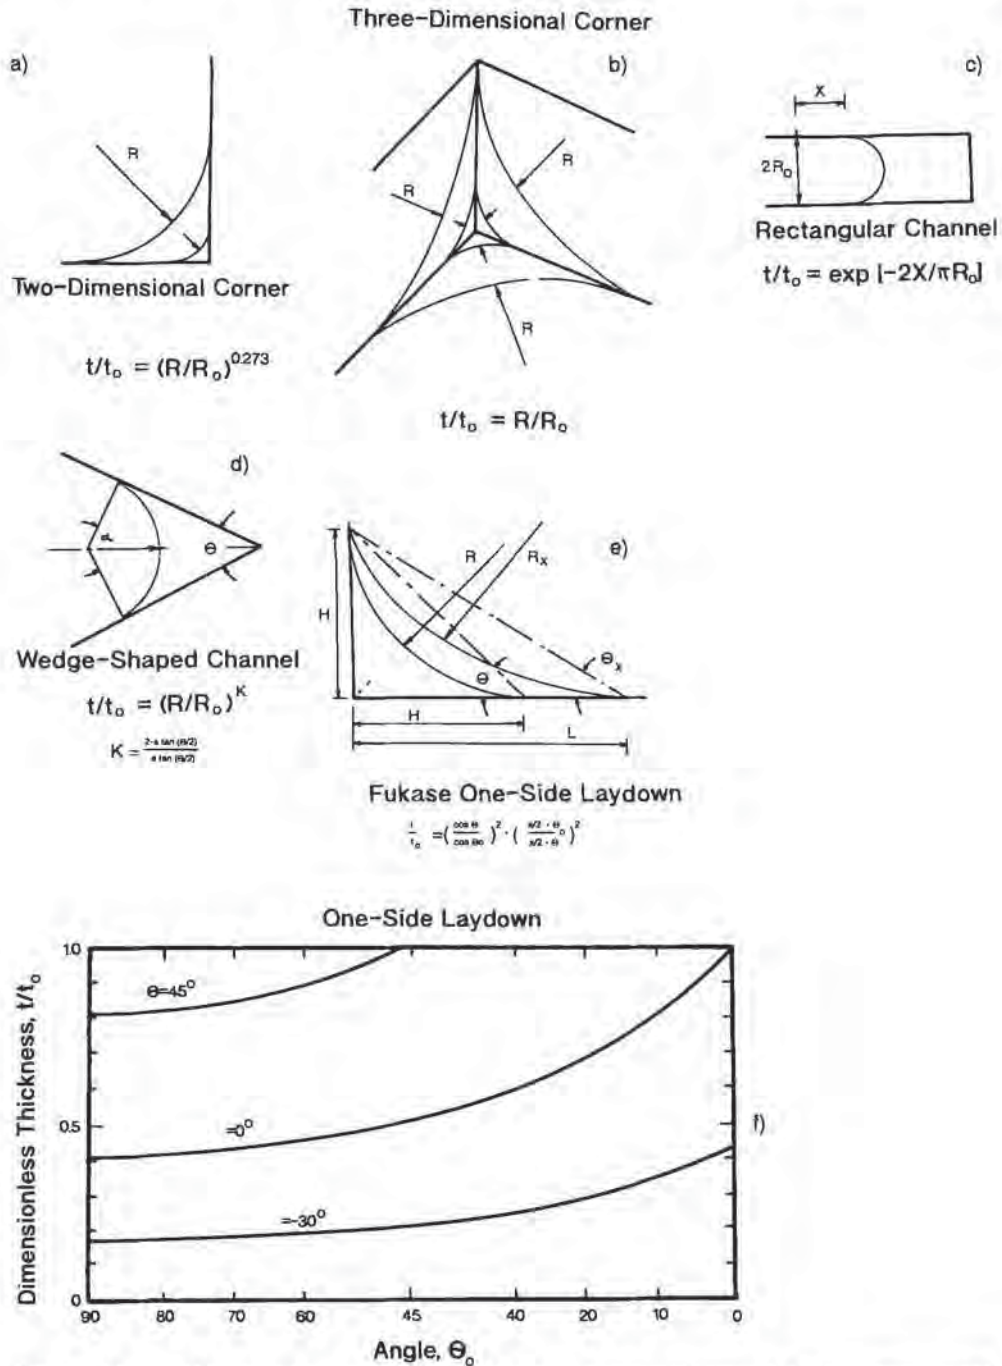 Three-Dimensional Corner
a)
R
Two-Dimensional Corner
t/t₀ = (R/R₀)^0.273
b)
R
R
R
t/t₀ = R/R₀
c)
X
2R₀
Rectangular Channel
t/t₀ = exp [-2X/πR₀]
d)
Θ
Wedge-Shaped Channel
t/t₀ = (R/R₀)^K
e)
R
Rₓ
H
Θ
Θₓ
H
L
Fukase One-Side Laydown
One-Side Laydown
Dimensionless Thickness, t/t₀
1.0
0.5
0
Θ=45°
=0°
=-30°
f)
90 80 70 60 45 40 20 10 0
Angle, Θ₀